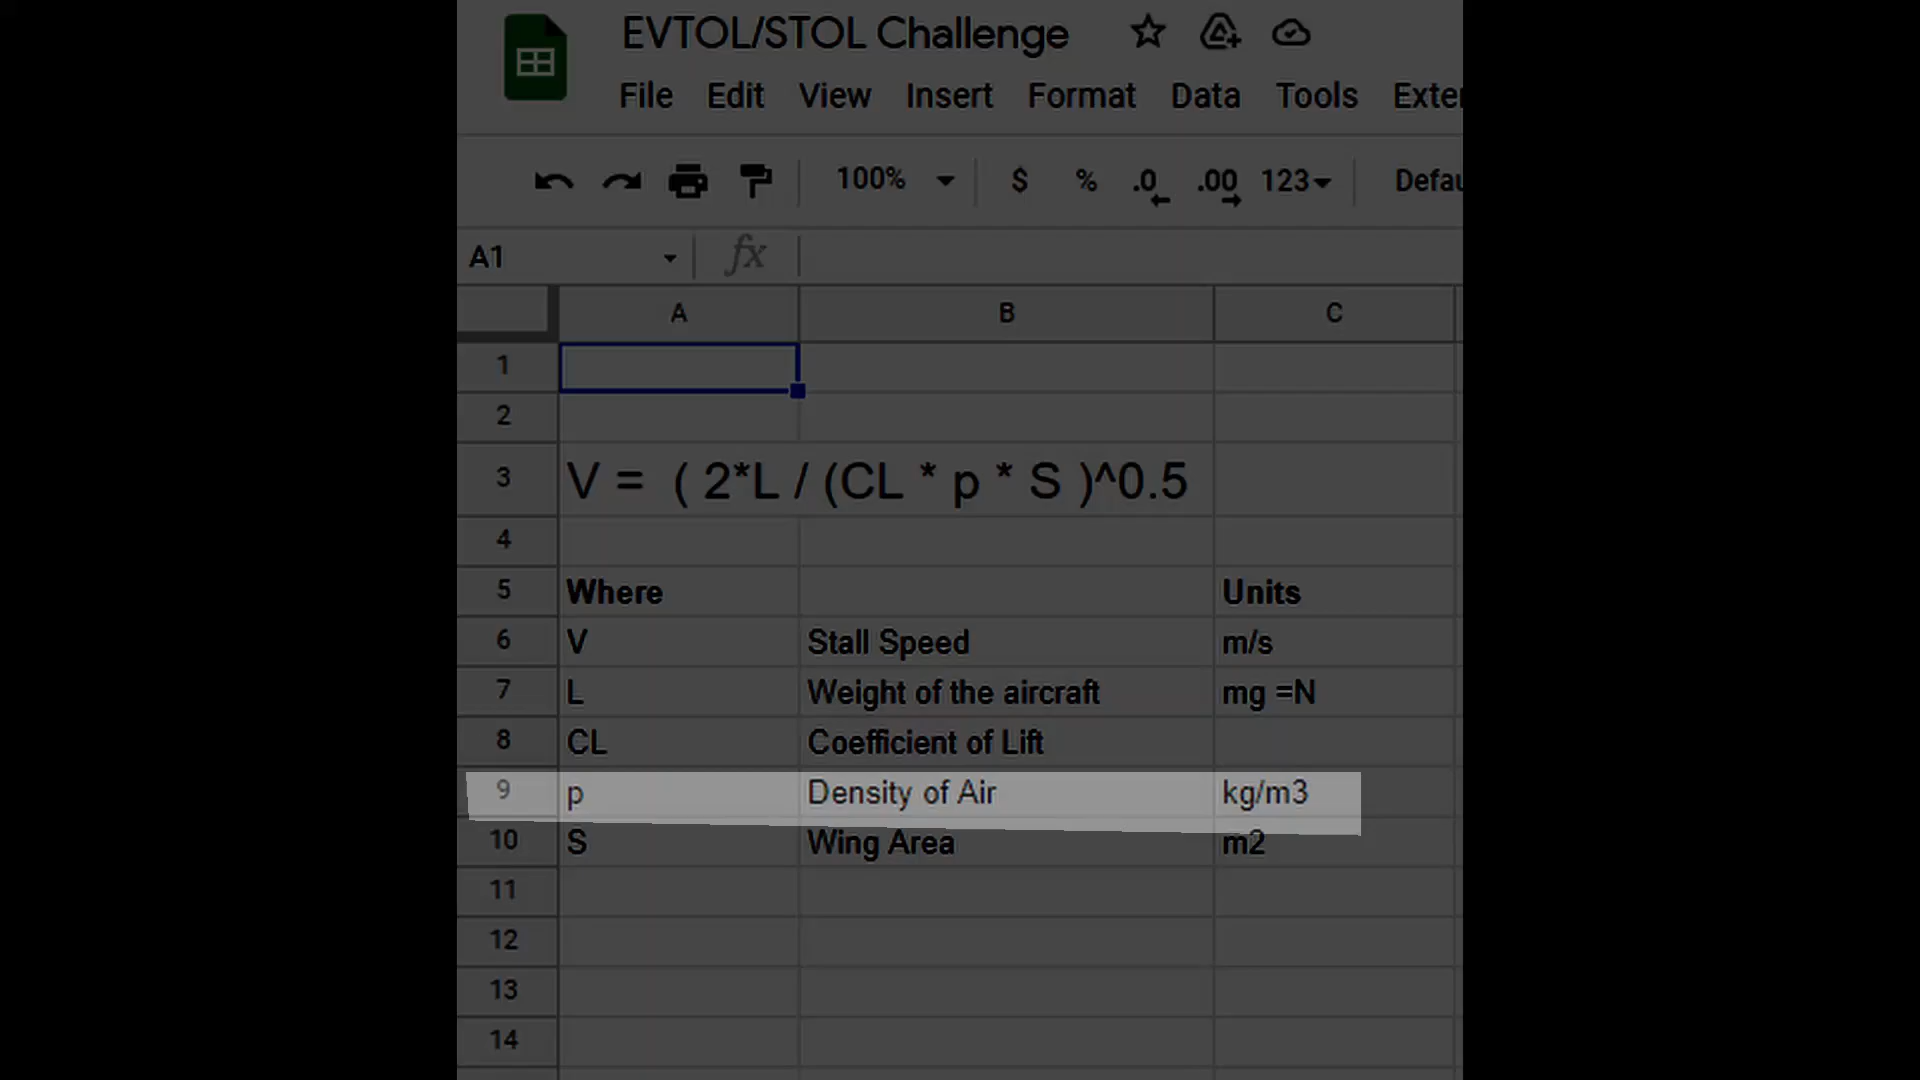 EVTOL/STOL Challenge
File Edit View Insert Format Data Tools Exter
100% $ % .0 .00 123 Defau
A1 fx
A B C
1
2
3 V = ( 2*L / (CL * p * S )^0.5
4
5 Where Units
6 V Stall Speed m/s
7 L Weight of the aircraft mg =N
8 CL Coefficient of Lift
9 p Density of Air kg/m3
10 S Wing Area m2
11
12
13
14